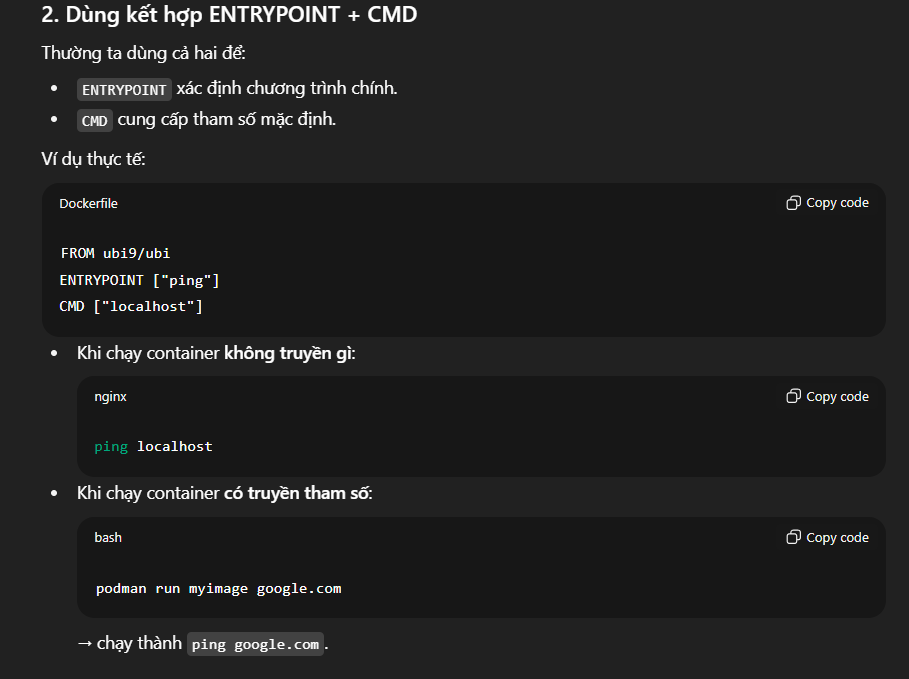 2. Dùng kết hợp ENTRYPOINT + CMD
Thường ta dùng cả hai để:
• ENTRYPOINT xác định chương trình chính.
• CMD cung cấp tham số mặc định.
Ví dụ thực tế:
Dockerfile Copy code
FROM ubi9/ubi
ENTRYPOINT ["ping"]
CMD ["localhost"]
• Khi chạy container không truyền gì:
nginx Copy code
ping localhost
• Khi chạy container có truyền tham số:
bash Copy code
podman run myimage google.com
→ chạy thành ping google.com.